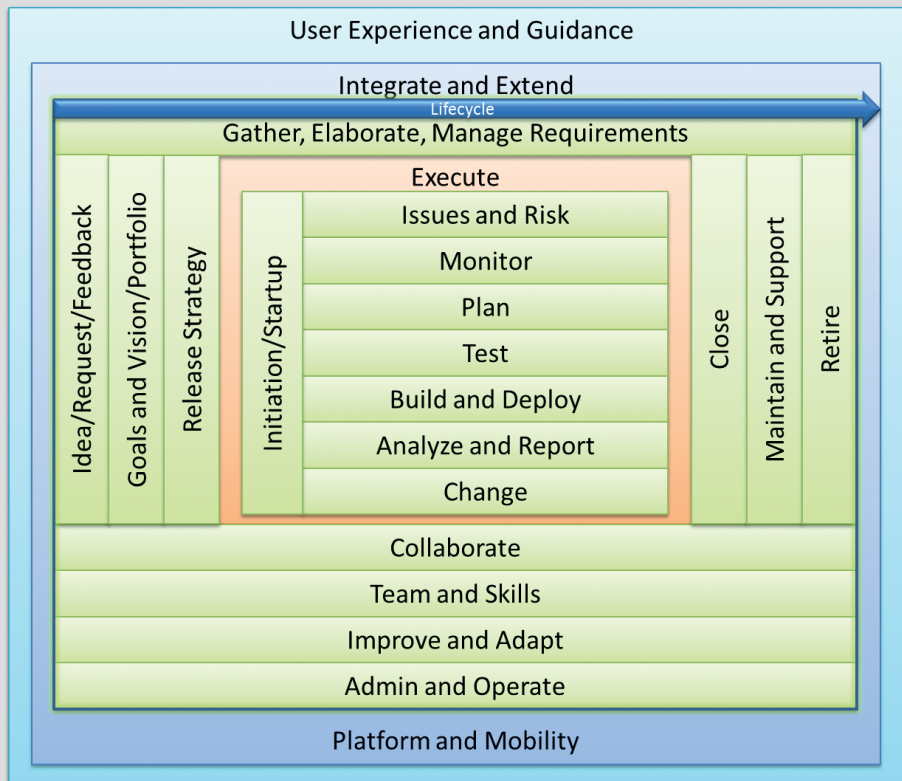 User Experience and Guidance
Integrate and Extend
Lifecycle
Gather, Elaborate, Manage Requirements
Idea/Request/Feedback
Goals and Vision/Portfolio
Release Strategy
Execute
Initiation/Startup
Issues and Risk
Monitor
Plan
Test
Build and Deploy
Analyze and Report
Change
Close
Maintain and Support
Retire
Collaborate
Team and Skills
Improve and Adapt
Admin and Operate
Platform and Mobility